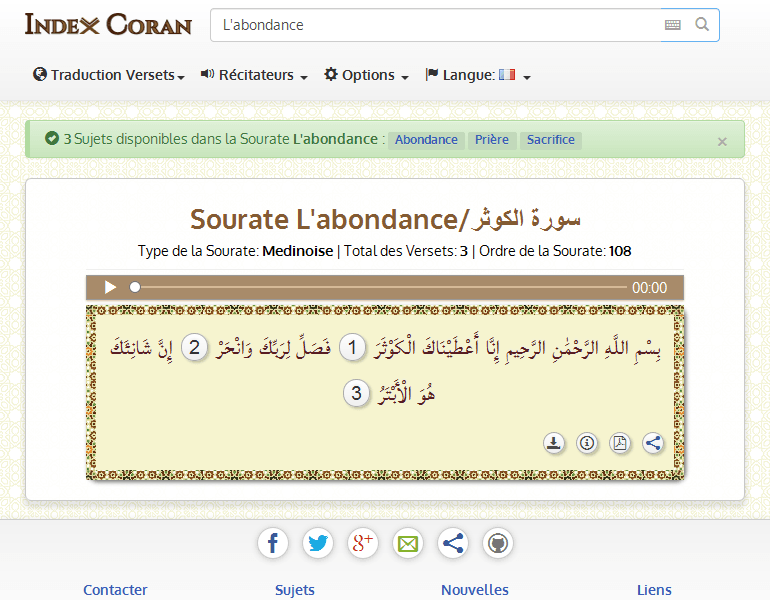 INDEX CORAN
L'abondance
Traduction Versets Récitateurs Options Langue:
3 Sujets disponibles dans la Sourate L'abondance : Abondance Prière Sacrifice ×
Sourate L'abondance/سورة الكوثر
Type de la Sourate: Medinoise | Total des Versets: 3 | Ordre de la Sourate: 108
00:00
بِسْمِ اللَّهِ الرَّحْمَٰنِ الرَّحِيمِ إِنَّا أَعْطَيْنَاكَ الْكَوْثَرَ 1 فَصَلِّ لِرَبِّكَ وَانْحَرْ 2 إِنَّ شَانِئَكَ
هُوَ الْأَبْتَرُ 3
Contacter Sujets Nouvelles Liens